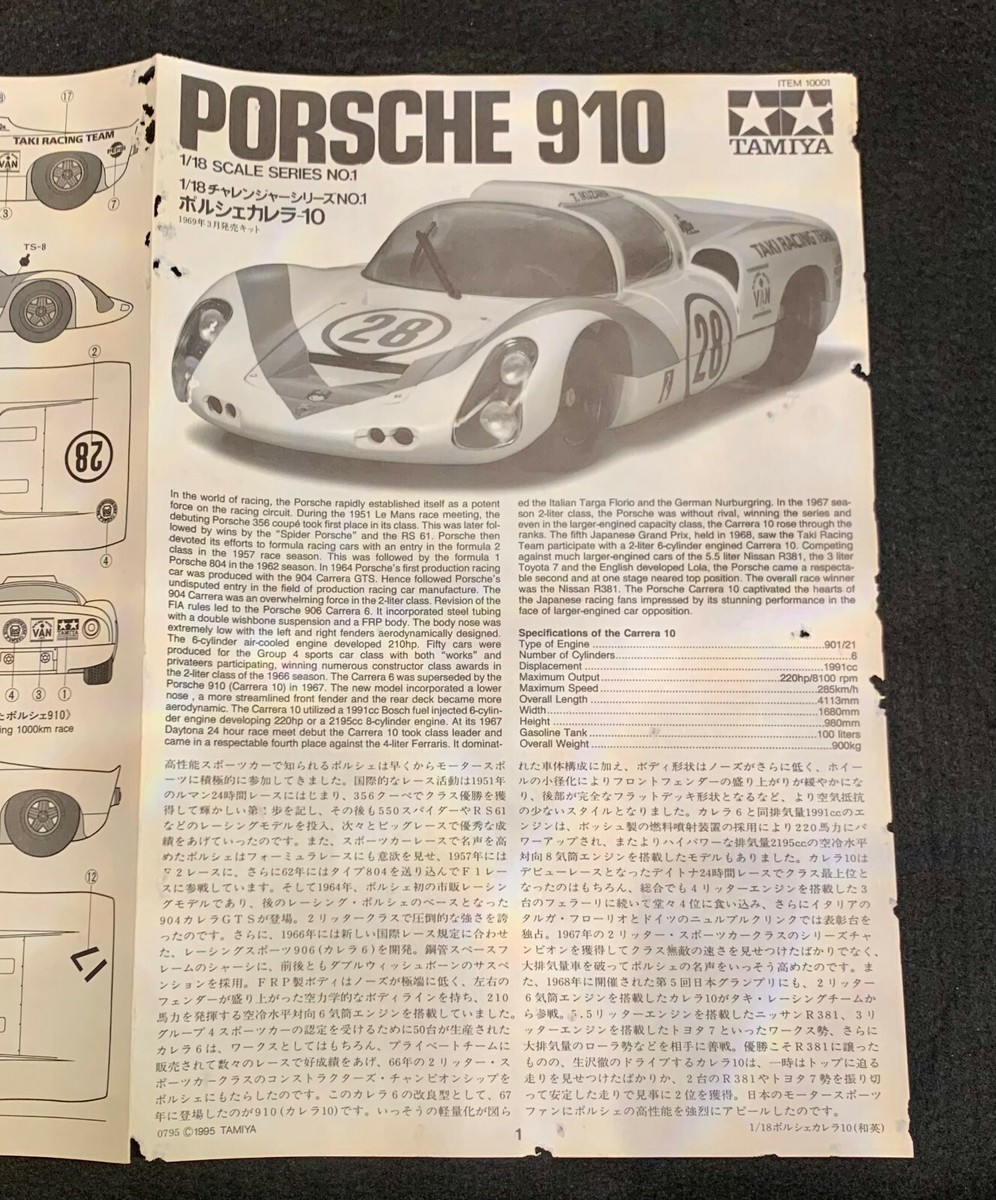 PORSCHE 910
ITEM 10001
TAMIYA
1/18 SCALE SERIES NO.1
1/18 チャレンジャーシリーズNO.1
ポルシェカレラ-10
1969年3月発売キット
T. IKUZAWA
TAKI RACING TEAM
VAN
28
28
In the world of racing, the Porsche rapidly established itself as a potent
force on the racing circuit. During the 1951 Le Mans race meeting, the
debuting Porsche 356 coupé took first place in its class. This was later fol-
lowed by wins by the "Spider Porsche" and the RS 61. Porsche then
devoted its efforts to formula racing cars with an entry in the formula 2
class in the 1957 race season. This was followed by the formula 1
Porsche 804 in the 1962 season. In 1964 Porsche's first production racing
car was produced with the 904 Carrera GTS. Hence followed Porsche's
undisputed entry in the field of production racing car manufacture. The
904 Carrera was an overwhelming force in the 2-liter class. Revision of the
FIA rules led to the Porsche 906 Carrera 6. It incorporated steel tubing
with a double wishbone suspension and a FRP body. The body nose was
extremely low with the left and right fenders aerodynamically designed.
The 6-cylinder air-cooled engine developed 210hp. Fifty cars were
produced for the Group 4 sports car class with both "works" and
privateers participating, winning numerous constructor class awards in
the 2-liter class of the 1966 season. The Carrera 6 was superseded by the
Porsche 910 (Carrera 10) in 1967. The new model incorporated a lower
nose , a more streamlined front fender and the rear deck became more
aerodynamic. The Carrera 10 utilized a 1991cc Bosch fuel injected 6-cylin-
der engine developing 220hp or a 2195cc 8-cylinder engine. At its 1967
Daytona 24 hour race meet debut the Carrera 10 took class leader and
came in a respectable fourth place against the 4-liter Ferraris. It dominat-
ed the Italian Targa Florio and the German Nurburgring. In the 1967 sea-
son 2-liter class, the Porsche was without rival, winning the series and
even in the larger-engined capacity class, the Carrera 10 rose through the
ranks. The fifth Japanese Grand Prix, held in 1968, saw the Taki Racing
Team participate with a 2-liter 6-cylinder engined Carrera 10. Competing
against much larger-engined cars of the 5.5 liter Nissan R381, the 3 liter
Toyota 7 and the English developed Lola, the Porsche came a respecta-
ble second and at one stage neared top position. The overall race winner
was the Nissan R381. The Porsche Carrera 10 captivated the hearts of
the Japanese racing fans impressed by its stunning performance in the
face of larger-engined car opposition.
Specifications of the Carrera 10
Type of Engine ........ 901/21
Number of Cylinders ........ 6
Displacement ........ 1991cc
Maximum Output ........ 220hp/8100 rpm
Maximum Speed ........ 285km/h
Overall Length ........ 4113mm
Width ........ 1680mm
Height ........ 980mm
Gasoline Tank ........ 100 liters
Overall Weight ........ 900kg
高性能スポーツカーで知られるポルシェは早くからモータースポ
ーツに積極的に参加してきました。国際的なレース活動は1951年
のルマン24時間レースにはじまり、356クーペでクラス優勝を獲
得して輝かしい第1歩を記し、その後も550スパイダーやRS61
などのレーシングモデルを投入、次々とビッグレースで優秀な成
績をあげていったのです。また、スポーツカーレースで名声を高
めたポルシェはフォーミュラレースにも意欲を見せ、1957年には
F2レースに、さらに62年にはタイプ804を送り込んでF1レー
スに参戦しています。そして1964年、ポルシェ初の市販レーシン
グモデルであり、後のレーシング・ポルシェのベースとなった
904カレラGTSが登場。2リッタークラスで圧倒的な強さを誇
ったのです。さらに、1966年には新しい国際レース規定に合わせ
た、レーシングスポーツ906(カレラ6)を開発。鋼管スペースフ
レームのシャーシに、前後ともダブルウィッシュボーンのサスペ
ンションを採用。FRP製ボディはノーズが極端に低く、左右の
フェンダーが盛り上がった空力学的なボディラインを持ち、210
馬力を発揮する空冷水平対向6気筒エンジンを搭載していました。
グループ4スポーツカーの認定を受けるために50台が生産された
カレラ6は、ワークスとしてはもちろん、プライベートチームに
販売されて数々のレースで好成績をあげ、66年の2リッター・ス
ポーツカークラスのコンストラクターズ・チャンピオンシップを
ポルシェにもたらしたのです。このカレラ6の改良型として、67
年に登場したのが910(カレラ10)です。いっそうの軽量化が図ら
れた車体構成に加え、ボディ形状はノーズがさらに低く、ホイー
ルの小径化によりフロントフェンダーの盛り上がりが緩やかにな
り、後部が完全なフラットデッキ形状となるなど、より空気抵抗
の少ないスタイルとなりました。カレラ6と同排気量1991ccのエ
ンジンは、ボッシュ製の燃料噴射装置の採用により220馬力にパ
ワーアップされ、またよりハイパワーな排気量2195ccの空冷水平
対向8気筒エンジンを搭載したモデルもありました。カレラ10は
デビューレースとなったデイトナ24時間レースでクラス最上位と
なったのはもちろん、総合でも4リッターエンジンを搭載した3
台のフェラーリに続いて堂々4位に食い込み、さらにイタリアの
タルガ・フローリオとドイツのニュルブルクリンクでは表彰台を
独占。1967年の2リッター・スポーツカークラスのシリーズチャ
ンピオンを獲得してクラス無敵の速さを見せつけたばかりでなく、
大排気量車を破ってポルシェの名声をいっそう高めたのです。ま
た、1968年に開催された第5回日本グランプリにも、2リッター
6気筒エンジンを搭載したカレラ10がタキ・レーシングチームか
ら参戦。5.5リッターエンジンを搭載したニッサンR381、3リ
ッターエンジンを搭載したトヨタ7といったワークス勢、さらに
大排気量のローラ勢などを相手に善戦。優勝こそR381に譲った
ものの、生沢徹のドライブするカレラ10は、一時はトップに迫る
走りを見せつけたばかりか、2台のR381やトヨタ7勢を振り切
って安定した走りで見事に2位を獲得。日本のモータースポーツ
ファンにポルシェの高性能を強烈にアピールしたのです。
0795 ©1995 TAMIYA
1
1/18ポルシェカレラ10(和英)
⑰
TAKI RACING TEAM
VAN
③
⑦
TS-8
②
28
④
VAN
④ ③ ①
たポルシェ910》
ing 1000km race
⑫
17